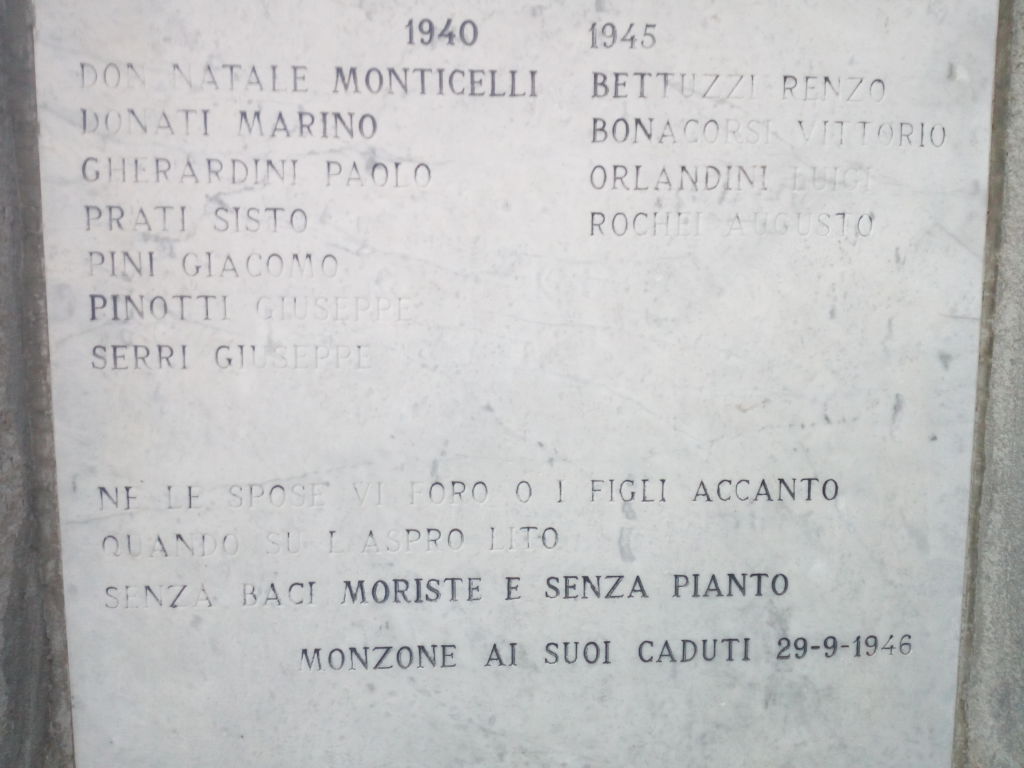 1940 1945
DON NATALE MONTICELLI
DONATI MARINO
GHERARDINI PAOLO
PRATI SISTO
PINI GIACOMO
PINOTTI GIUSEPPE
SERRI GIUSEPPE
BETTUZZI RENZO
BONACORSI VITTORIO
ORLANDINI LUIGI
ROCHEI AUGUSTO
NE LE SPOSE VI FORO O I FIGLI ACCANTO
QUANDO SU L ASPRO LITO
SENZA BACI MORISTE E SENZA PIANTO
MONZONE AI SUOI CADUTI 29-9-1946